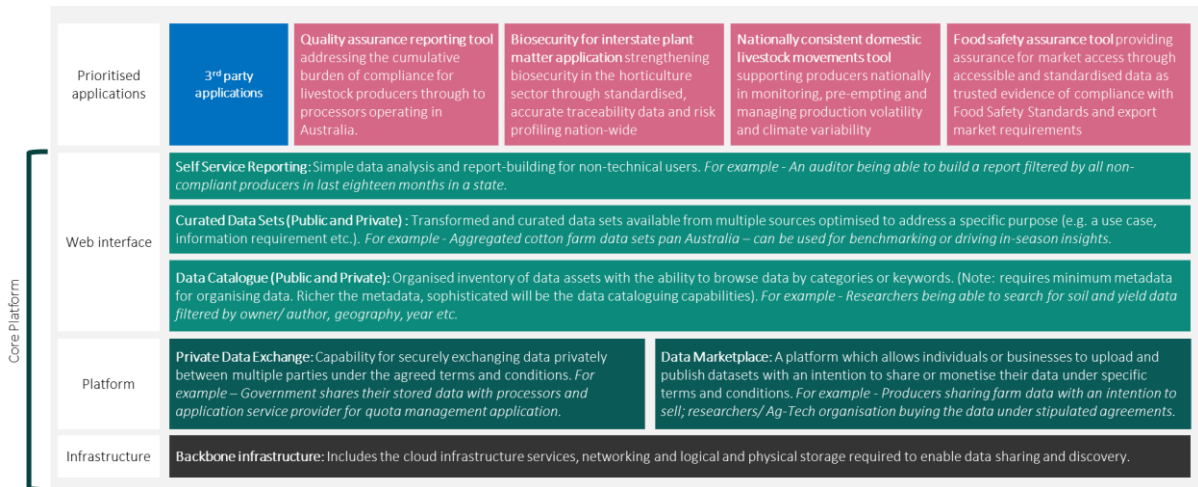 Prioritised
applications
3rd party
applications
Quality assurance reporting tool
addressing the cumulative
burden of compliance for
livestock producers through to
processors operating in
Australia.
Biosecurity for interstate plant
matter application strengthening
biosecurity in the horticulture
sector through standardised,
accurate traceability data and risk
profiling nation-wide
Nationally consistent domestic
livestock movements tool
supporting producers nationally
in monitoring, pre-empting and
managing production volatility
and climate variability
Food safety assurance tool providing
assurance for market access through
accessible and standardised data as
trusted evidence of compliance with
Food Safety Standards and export
market requirements
Core Platform
Web interface
Self Service Reporting: Simple data analysis and report-building for non-technical users. For example - An auditor being able to build a report filtered by all non-
compliant producers in last eighteen months in a state.
Curated Data Sets (Public and Private) : Transformed and curated data sets available from multiple sources optimised to address a specific purpose (e.g. a use case,
information requirement etc.). For example - Aggregated cotton farm data sets pan Australia – can be used for benchmarking or driving in-season insights.
Data Catalogue (Public and Private): Organised inventory of data assets with the ability to browse data by categories or keywords. (Note: requires minimum metadata
for organising data. Richer the metadata, sophisticated will be the data cataloguing capabilities). For example - Researchers being able to search for soil and yield data
filtered by owner/ author, geography, year etc.
Platform
Private Data Exchange: Capability for securely exchanging data privately
between multiple parties under the agreed terms and conditions. For
example – Government shares their stored data with processors and
application service provider for quota management application.
Data Marketplace: A platform which allows individuals or businesses to upload and
publish datasets with an intention to share or monetise their data under specific
terms and conditions. For example - Producers sharing farm data with an intention to
sell; researchers/ Ag-Tech organisation buying the data under stipulated agreements.
Infrastructure
Backbone infrastructure: Includes the cloud infrastructure services, networking and logical and physical storage required to enable data sharing and discovery.